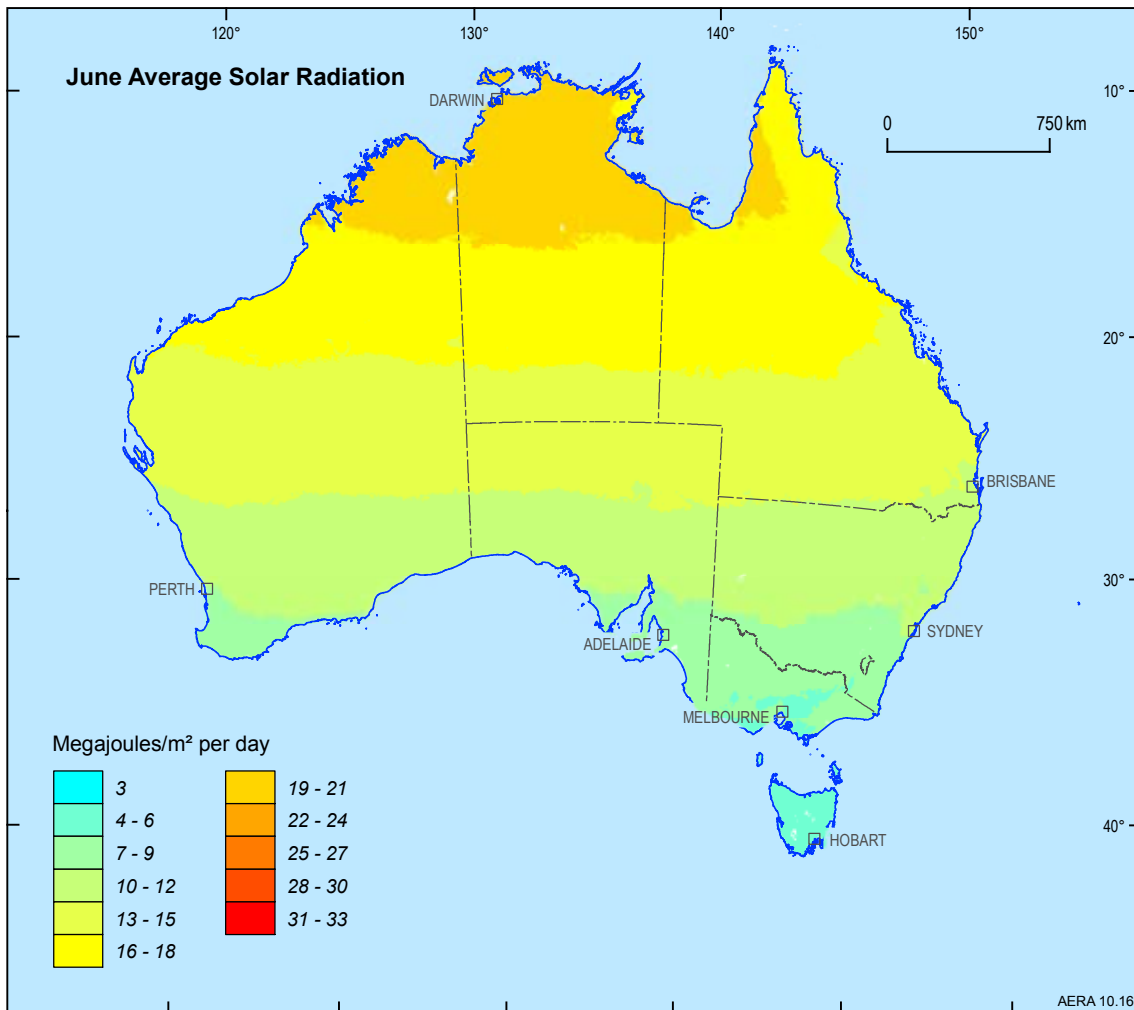 120°
130°
140°
150°
June Average Solar Radiation
10°
DARWIN
0
750 km
20°
BRISBANE
PERTH
30°
SYDNEY
ADELAIDE
MELBOURNE
Megajoules/m² per day
3
4 - 6
7 - 9
10 - 12
13 - 15
16 - 18
19 - 21
22 - 24
25 - 27
28 - 30
31 - 33
40°
HOBART
AERA 10.16